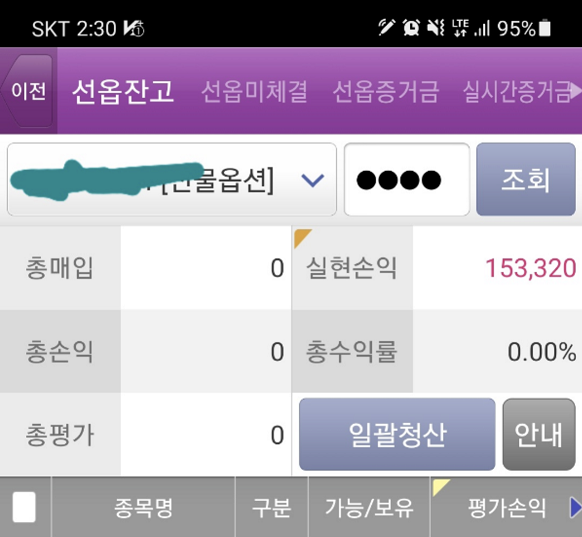 SKT 2:30 LTE 95%
이전 선옵잔고 선옵미체결 선옵증거금 실시간증거금
[선물옵션] ●●●● 조회
총매입 0 실현손익 153,320
총손익 0 총수익률 0.00%
총평가 0 일괄청산 안내
종목명 구분 가능/보유 평가손익